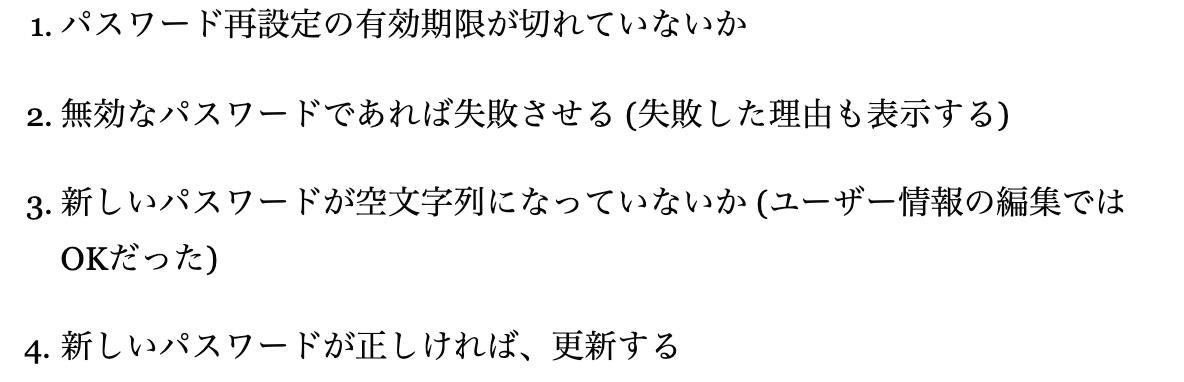 1. パスワード再設定の有効期限が切れていないか
2. 無効なパスワードであれば失敗させる (失敗した理由も表示する)
3. 新しいパスワードが空文字列になっていないか (ユーザー情報の編集では
OKだった)
4. 新しいパスワードが正しければ、更新する